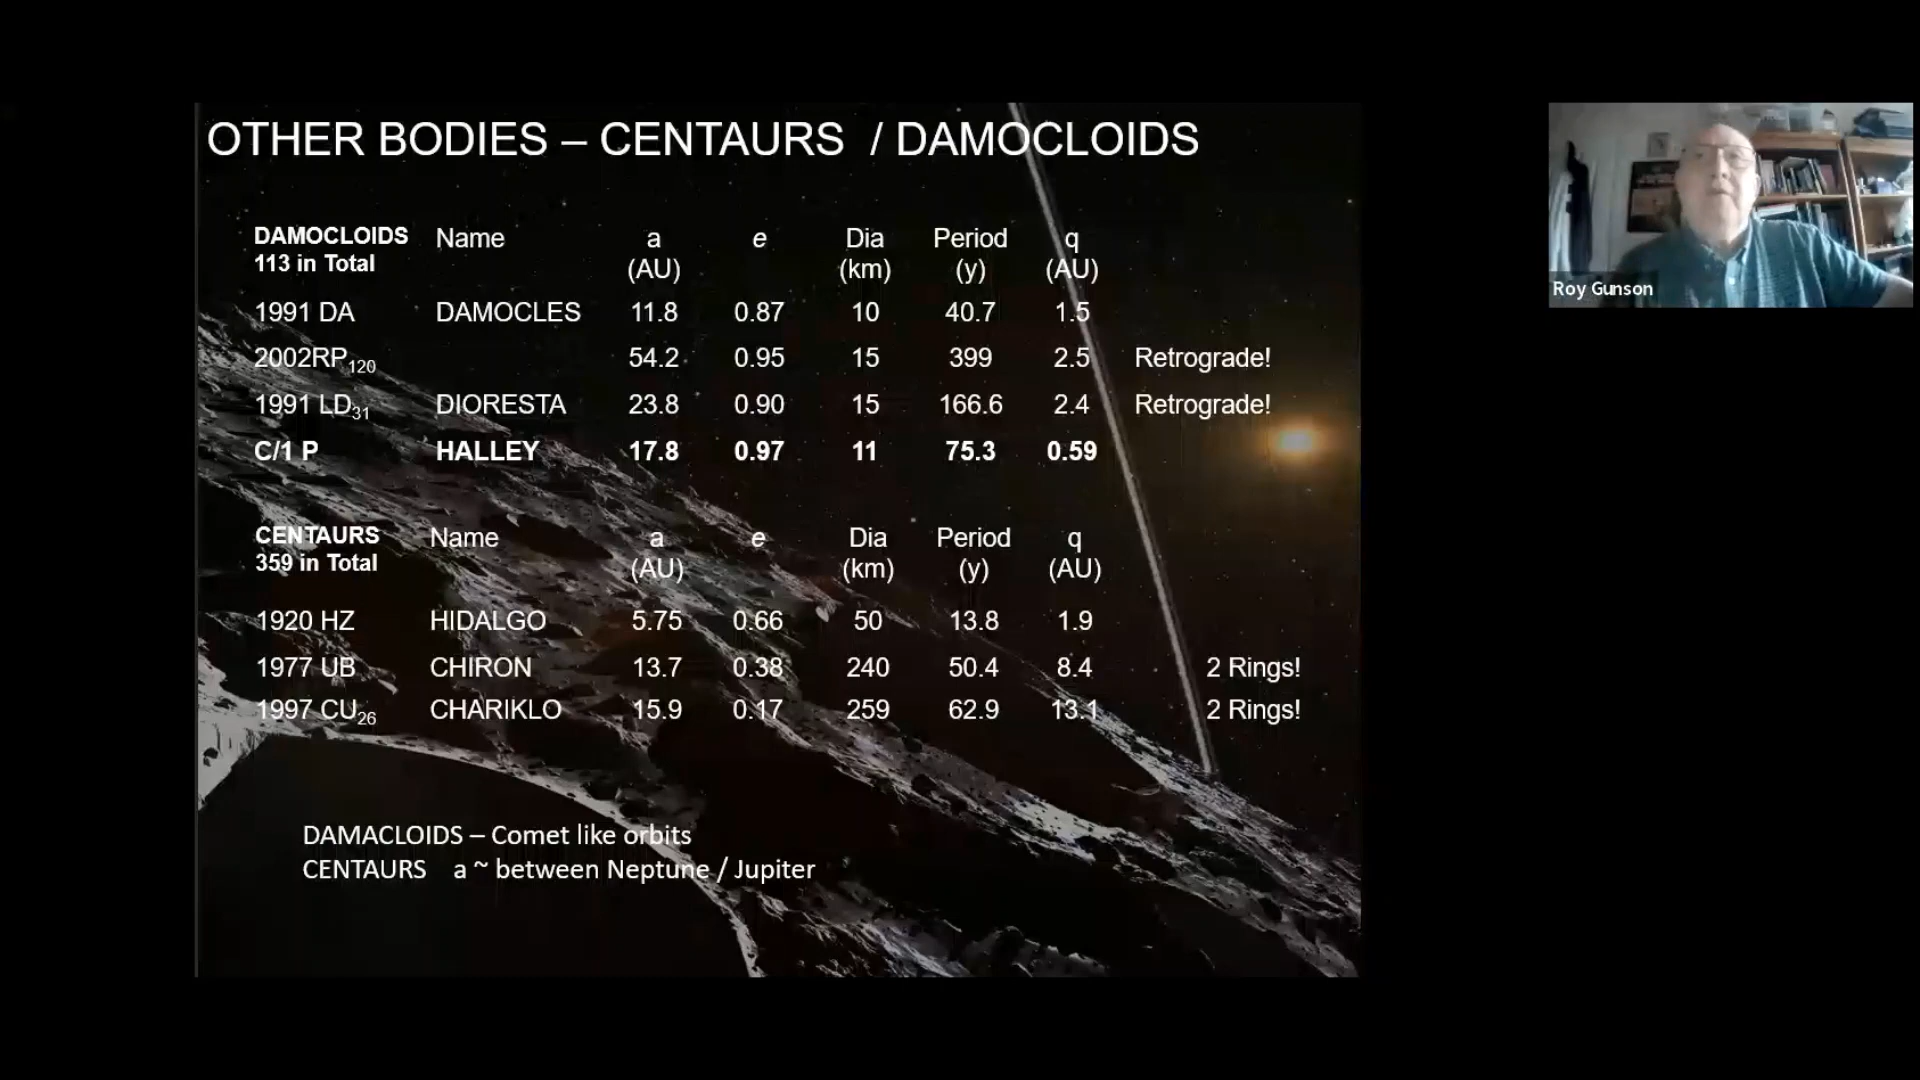 OTHER BODIES – CENTAURS / DAMOCLOIDS
DAMOCLOIDS Name a e Dia Period q
113 in Total (AU) (km) (y) (AU)
1991 DA DAMOCLES 11.8 0.87 10 40.7 1.5
2002RP120 54.2 0.95 15 399 2.5 Retrograde!
1991 LD31 DIORESTA 23.8 0.90 15 166.6 2.4 Retrograde!
C/1 P HALLEY 17.8 0.97 11 75.3 0.59
CENTAURS Name a e Dia Period q
359 in Total (AU) (km) (y) (AU)
1920 HZ HIDALGO 5.75 0.66 50 13.8 1.9
1977 UB CHIRON 13.7 0.38 240 50.4 8.4 2 Rings!
1997 CU26 CHARIKLO 15.9 0.17 259 62.9 13.1 2 Rings!
DAMACLOIDS – Comet like orbits
CENTAURS a ~ between Neptune / Jupiter
Roy Gunson